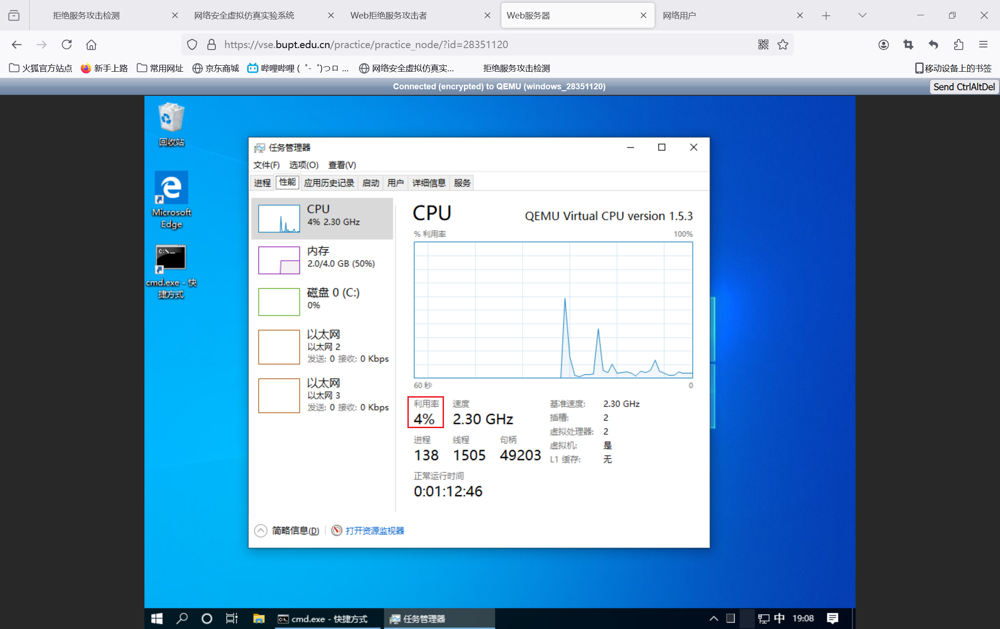 拒绝服务攻击检测
网络安全虚拟仿真实验系统
Web拒绝服务攻击者
Web服务器
网络用户
https://vse.bupt.edu.cn/practice/practice_node/?id=28351120
火狐官方站点
新手上路
常用网址
京东商城
哔哩哔哩 ( ゜- ゜)つロ ...
网络安全虚拟仿真实...
拒绝服务攻击检测
移动设备上的书签
Connected (encrypted) to QEMU (windows_28351120)
Send CtrlAltDel
回收站
Microsoft
Edge
C:\_
cmd.exe - 快
捷方式
任务管理器
文件(F) 选项(O) 查看(V)
进程 性能 应用历史记录 启动 用户 详细信息 服务
CPU
4% 2.30 GHz
内存
2.0/4.0 GB (50%)
磁盘 0 (C:)
0%
以太网
以太网 2
发送: 0 接收: 0 Kbps
以太网
以太网 3
发送: 0 接收: 0 Kbps
CPU
QEMU Virtual CPU version 1.5.3
% 利用率
100%
60 秒
0
利用率
4%
速度
2.30 GHz
进程
138
线程
1505
句柄
49203
正常运行时间
0:01:12:46
基准速度: 2.30 GHz
插槽: 2
虚拟处理器: 2
虚拟机: 是
L1 缓存: 无
简略信息(D)
打开资源监视器
cmd.exe - 快捷方式
任务管理器
中
19:08